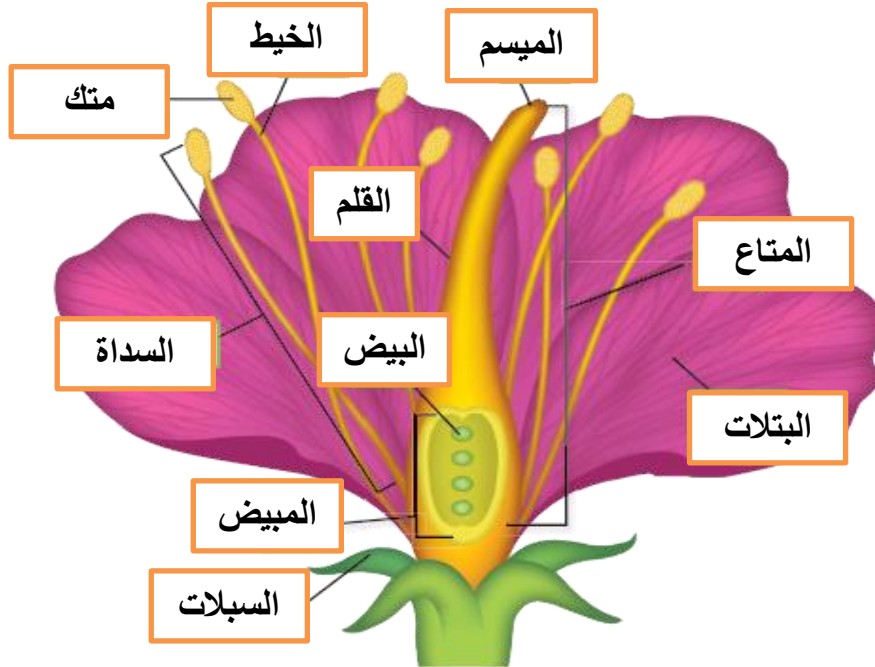 الميسم
الخيط
متك
القلم
المتاع
السداة
البيض
البتلات
المبيض
السبلات